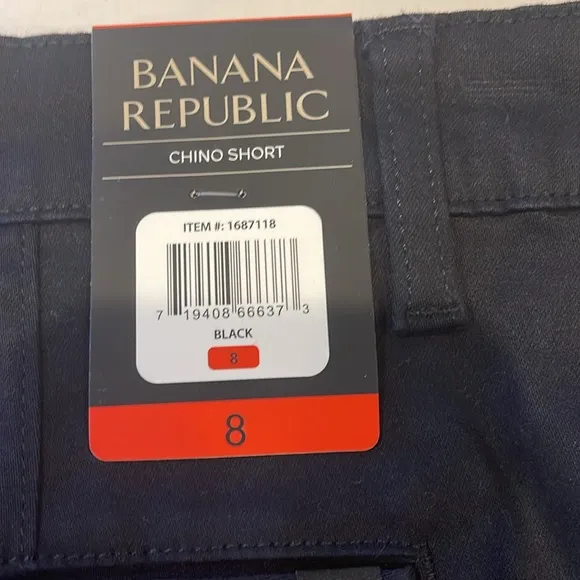 BANANA
REPUBLIC
CHINO SHORT
ITEM #: 1687118
7 19408 66637 3
BLACK
8
8